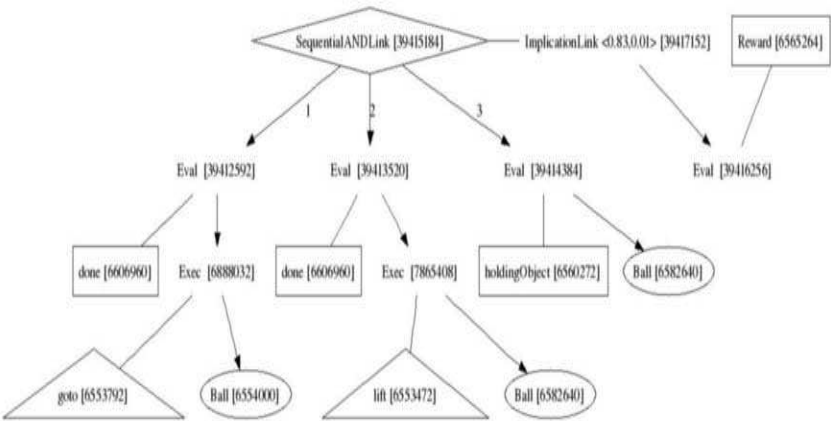 SequentialANDLink [39415184]
ImplicationLink <0.83,0.01> [39417152]
Reward [6565264]
1
2
3
Eval [39412592]
Eval [39413520]
Eval [39414384]
Eval [39416256]
done [6606960]
Exec [6888032]
done [6606960]
Exec [7865408]
holdingObject [6560272]
Ball [6582640]
goto [6553792]
Ball [6554000]
lift [6553472]
Ball [6582640]